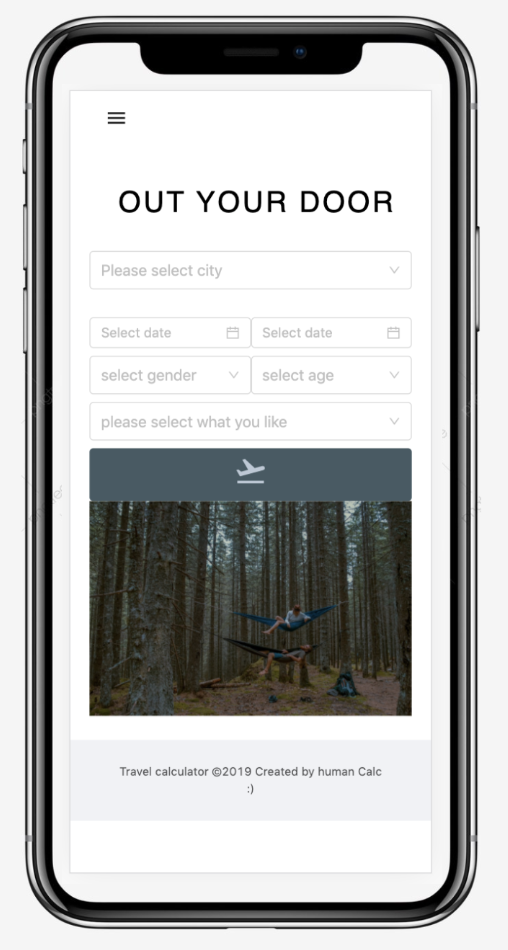 OUT YOUR DOOR
Please select city
Select date Select date
select gender select age
please select what you like
Travel calculator ©2019 Created by human Calc
:)